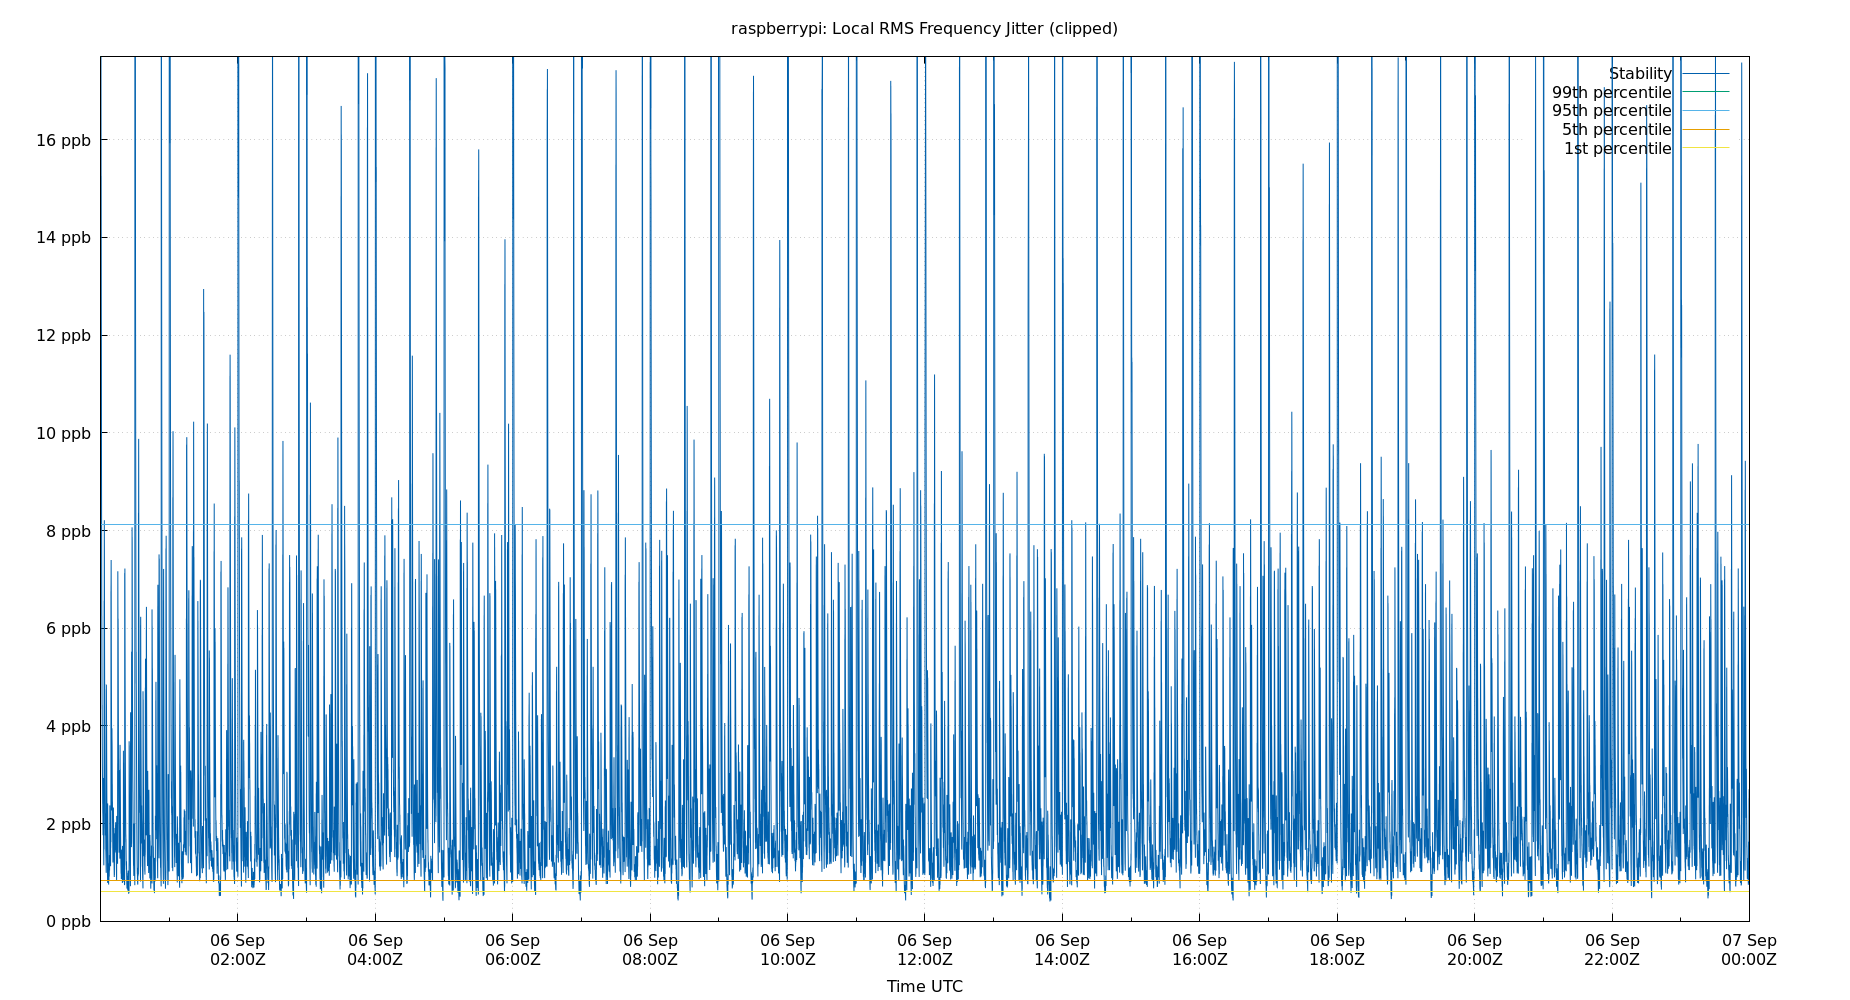 raspberrypi: Local RMS Frequency Jitter (clipped)
Stability
99th percentile
95th percentile
5th percentile
1st percentile
16 ppb
14 ppb
12 ppb
10 ppb
8 ppb
6 ppb
4 ppb
2 ppb
0 ppb
06 Sep 06 Sep 06 Sep 06 Sep 06 Sep 06 Sep 06 Sep 06 Sep 06 Sep 06 Sep 06 Sep 07 Sep
02:00Z 04:00Z 06:00Z 08:00Z 10:00Z 12:00Z 14:00Z 16:00Z 18:00Z 20:00Z 22:00Z 00:00Z
Time UTC